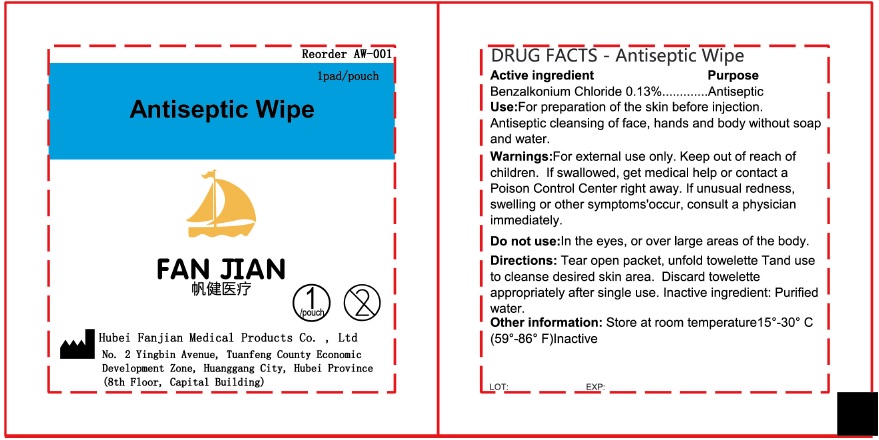 Reorder AW-001
1pad/pouch
Antiseptic Wipe
FAN JIAN
帆健医疗
1
/pouch
2
Hubei Fanjian Medical Products Co. , Ltd
No. 2 Yingbin Avenue, Tuanfeng County Economic
Development Zone, Huanggang City, Hubei Province
(8th Floor, Capital Building)
DRUG FACTS - Antiseptic Wipe
Active ingredient Purpose
Benzalkonium Chloride 0.13%.............Antiseptic
Use:For preparation of the skin before injection.
Antiseptic cleansing of face, hands and body without soap
and water.
Warnings:For external use only. Keep out of reach of
children. If swallowed, get medical help or contact a
Poison Control Center right away. If unusual redness,
swelling or other symptoms'occur, consult a physician
immediately.
Do not use:In the eyes, or over large areas of the body.
Directions: Tear open packet, unfold towelette Tand use
to cleanse desired skin area. Discard towelette
appropriately after single use. Inactive ingredient: Purified
water.
Other information: Store at room temperature15°-30° C
(59°-86° F)Inactive
LOT: EXP: